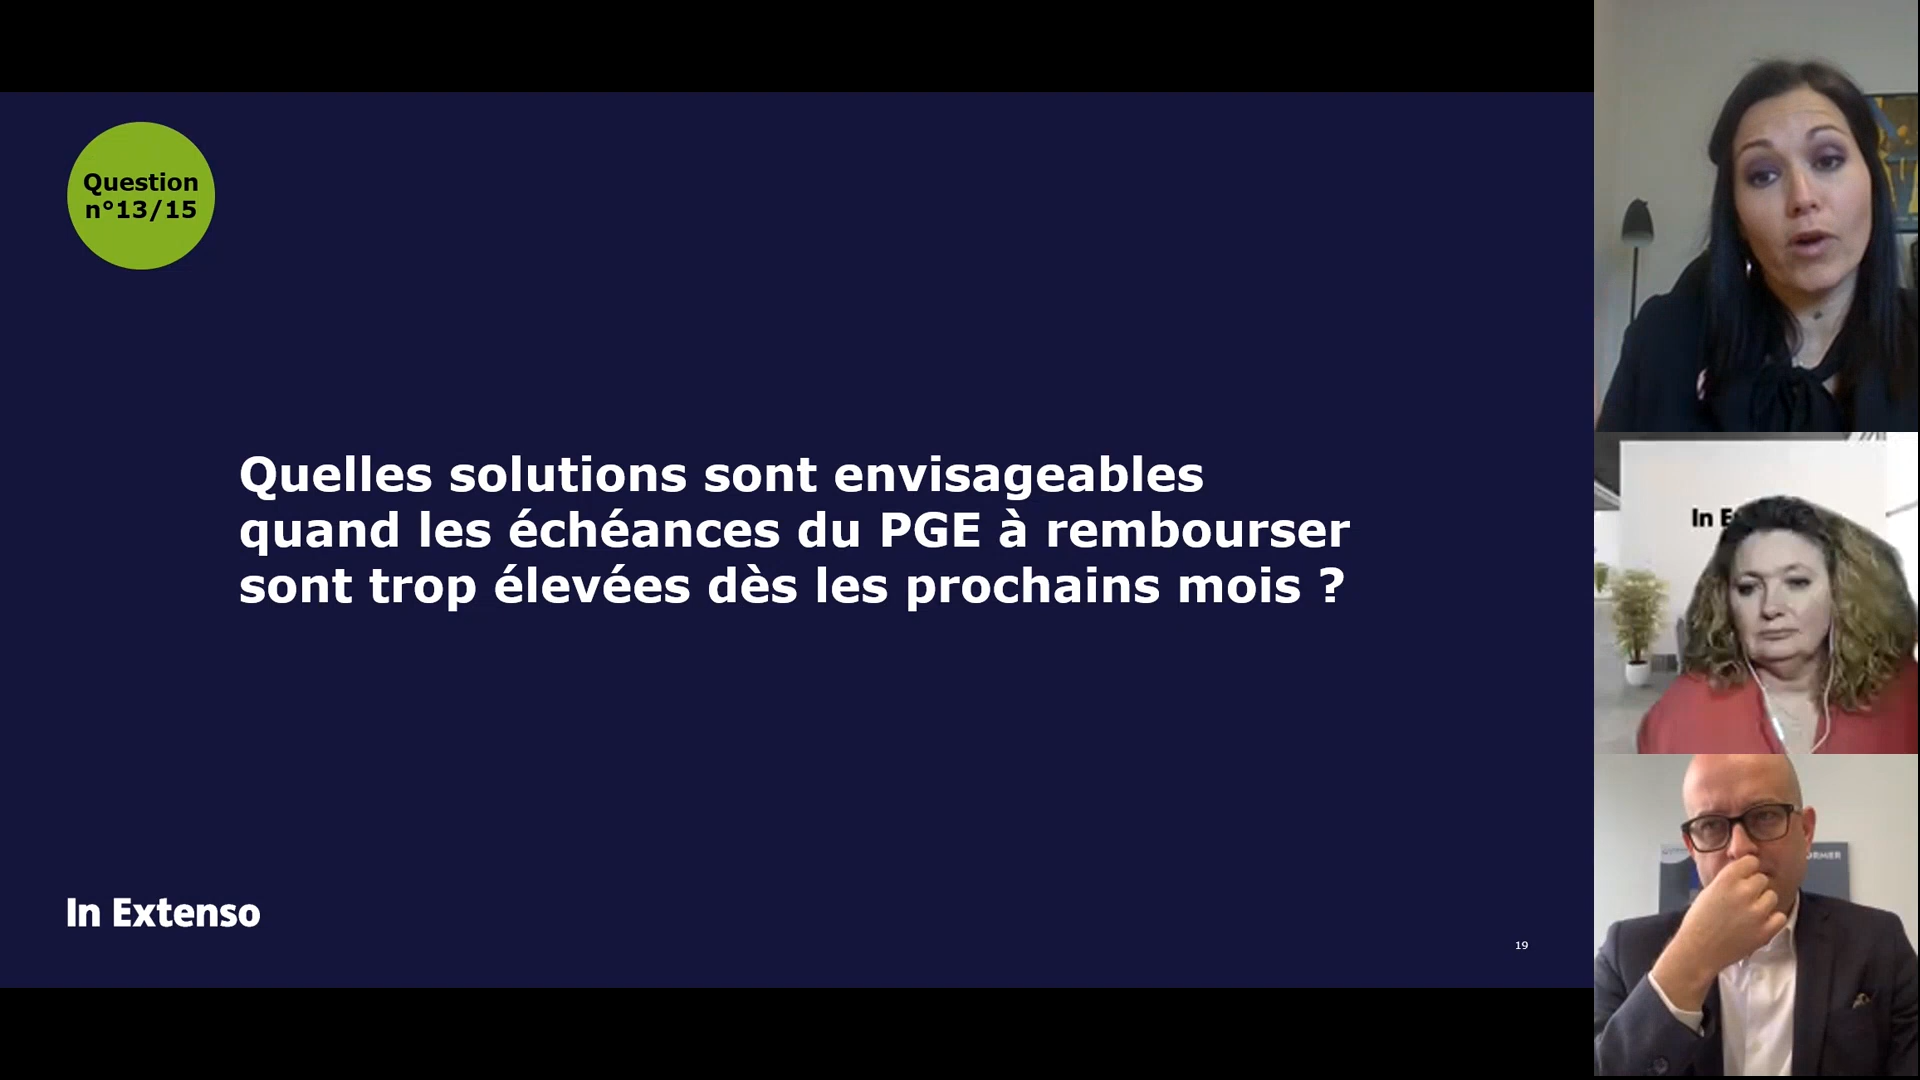 Question
n°13/15
Quelles solutions sont envisageables
quand les échéances du PGE à rembourser
sont trop élevées dès les prochains mois ?
In Extenso
19
In E
ORMER